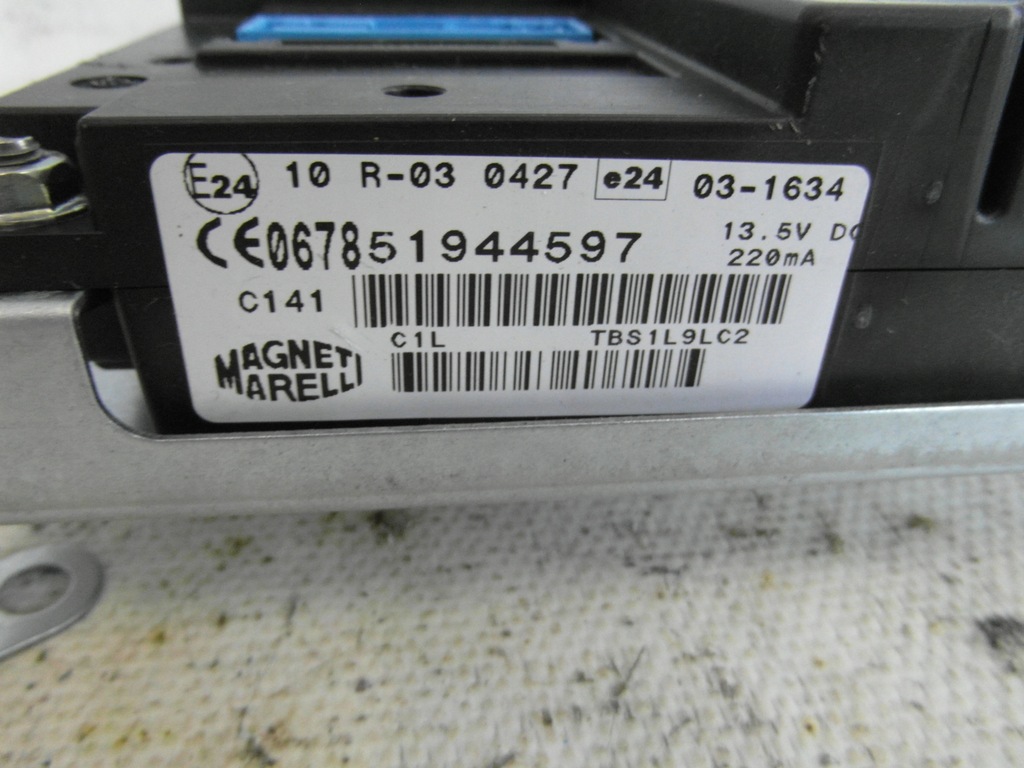 E24 10 R-03 0427 e24 03-1634
CE0678 51944597 13.5V DC
220mA
C141
C1L TBS1L9LC2
MAGNETI
MARELLI